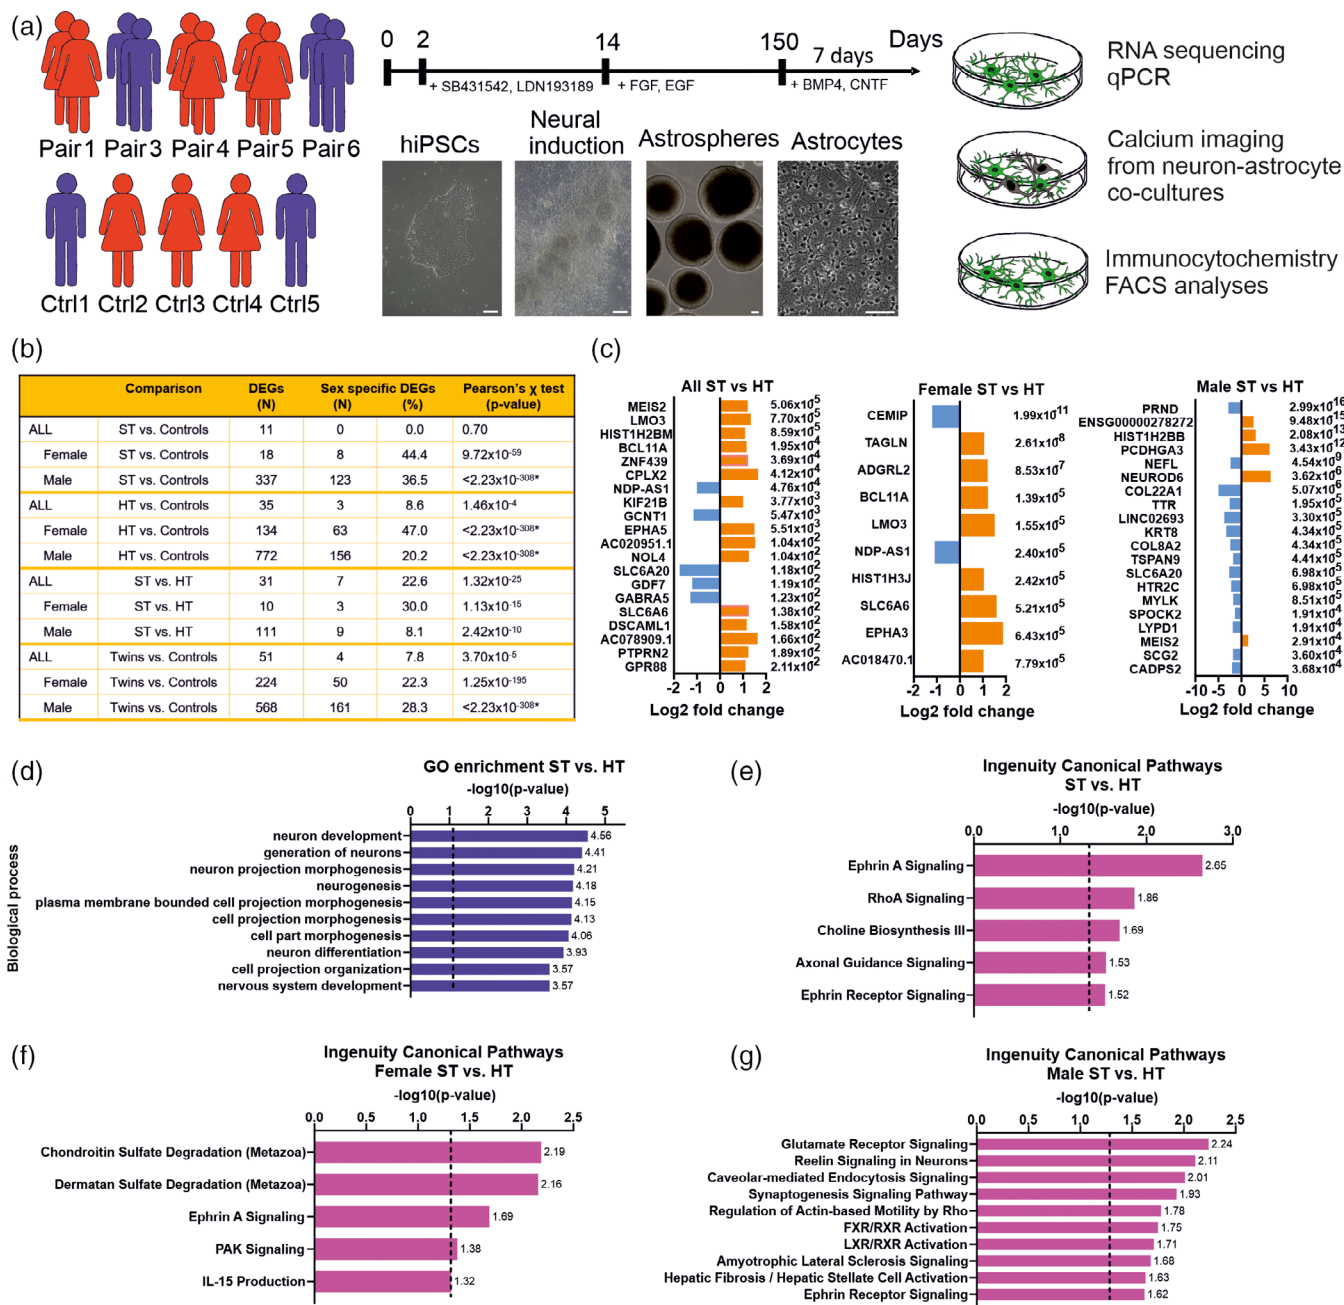 (a)
Pair1 Pair3 Pair4 Pair5 Pair6
Ctrl1 Ctrl2 Ctrl3 Ctrl4 Ctrl5
0 2 14 150 Days
7 days
+ SB431542, LDN193189 + FGF, EGF + BMP4, CNTF
hiPSCs
Neural
induction
Astrospheres
Astrocytes
RNA sequencing
qPCR
Calcium imaging
from neuron-astrocyte
co-cultures
Immunocytochemistry
FACS analyses
(b)
Comparison DEGs (N) Sex specific DEGs (N) (%) Pearson's χ test (p-value)
ALL ST vs. Controls 11 0 0.0 0.70
Female ST vs. Controls 18 8 44.4 9.72x10-59
Male ST vs. Controls 337 123 36.5 <2.23x10-308*
ALL HT vs. Controls 35 3 8.6 1.46x10-4
Female HT vs. Controls 134 63 47.0 <2.23x10-308*
Male HT vs. Controls 772 156 20.2 <2.23x10-308*
ALL ST vs. HT 31 7 22.6 1.32x10-25
Female ST vs. HT 10 3 30.0 1.13x10-15
Male ST vs. HT 111 9 8.1 2.42x10-10
ALL Twins vs. Controls 51 4 7.8 3.70x10-5
Female Twins vs. Controls 224 50 22.3 1.25x10-195
Male Twins vs. Controls 568 161 28.3 <2.23x10-308*
(c)
All ST vs HT
MEIS2 5.06x10-5
LMO3 7.70x10-5
HIST1H2BM 8.59x10-5
BCL11A 1.95x10-4
ZNF439 3.69x10-4
CPLX2 4.12x10-4
NDP-AS1 4.76x10-4
KIF21B 3.77x10-3
GCNT1 5.47x10-3
EPHA5 5.51x10-3
AC020951.1 1.04x10-2
NOL4 1.04x10-2
SLC6A20 1.18x10-2
GDF7 1.19x10-2
GABRA5 1.23x10-2
SLC6A6 1.38x10-2
DSCAML1 1.58x10-2
AC078909.1 1.66x10-2
PTPRN2 1.89x10-2
GPR88 2.11x10-2
-2 -1 0 1 2
Log2 fold change
Female ST vs HT
CEMIP 1.99x10-11
TAGLN 2.61x10-8
ADGRL2 8.53x10-7
BCL11A 1.39x10-5
LMO3 1.55x10-5
NDP-AS1 2.40x10-5
HIST1H3J 2.42x10-5
SLC6A6 5.21x10-5
EPHA3 6.43x10-5
AC018470.1 7.79x10-5
-2 -1 0 1 2
Log2 fold change
Male ST vs HT
PRND 2.99x10-16
ENSG00000278272 9.48x10-15
HIST1H2BB 2.08x10-13
PCDHGA3 3.43x10-12
NEFL 4.54x10-9
NEUROD6 3.62x10-6
COL22A1 5.07x10-6
TTR 1.95x10-5
LINC02693 3.30x10-5
KRT8 4.34x10-5
COL8A2 4.34x10-5
TSPAN9 4.41x10-5
SLC6A20 6.98x10-5
HTR2C 6.98x10-5
MYLK 8.51x10-5
SPOCK2 1.91x10-4
LYPD1 1.91x10-4
MEIS2 2.91x10-4
SCG2 3.60x10-4
CADPS2 3.68x10-4
-10 -5 0 5 10
Log2 fold change
(d)
GO enrichment ST vs. HT
-log10(p-value)
0 1 2 3 4 5
Biological process
neuron development 4.56
generation of neurons 4.41
neuron projection morphogenesis 4.21
neurogenesis 4.18
plasma membrane bounded cell projection morphogenesis 4.15
cell projection morphogenesis 4.13
cell part morphogenesis 4.06
neuron differentiation 3.93
cell projection organization 3.57
nervous system development 3.57
(e)
Ingenuity Canonical Pathways
ST vs. HT
-log10(p-value)
0.0 1.0 2.0 3.0
Ephrin A Signaling 2.65
RhoA Signaling 1.86
Choline Biosynthesis III 1.69
Axonal Guidance Signaling 1.53
Ephrin Receptor Signaling 1.52
(f)
Ingenuity Canonical Pathways
Female ST vs. HT
-log10(p-value)
0.0 0.5 1.0 1.5 2.0 2.5
Chondroitin Sulfate Degradation (Metazoa) 2.19
Dermatan Sulfate Degradation (Metazoa) 2.16
Ephrin A Signaling 1.69
PAK Signaling 1.38
IL-15 Production 1.32
(g)
Ingenuity Canonical Pathways
Male ST vs. HT
-log10(p-value)
0.0 0.5 1.0 1.5 2.0 2.5
Glutamate Receptor Signaling 2.24
Reelin Signaling in Neurons 2.11
Caveolar-mediated Endocytosis Signaling 2.01
Synaptogenesis Signaling Pathway 1.93
Regulation of Actin-based Motility by Rho 1.78
FXR/RXR Activation 1.75
LXR/RXR Activation 1.71
Amyotrophic Lateral Sclerosis Signaling 1.68
Hepatic Fibrosis / Hepatic Stellate Cell Activation 1.63
Ephrin Receptor Signaling 1.62